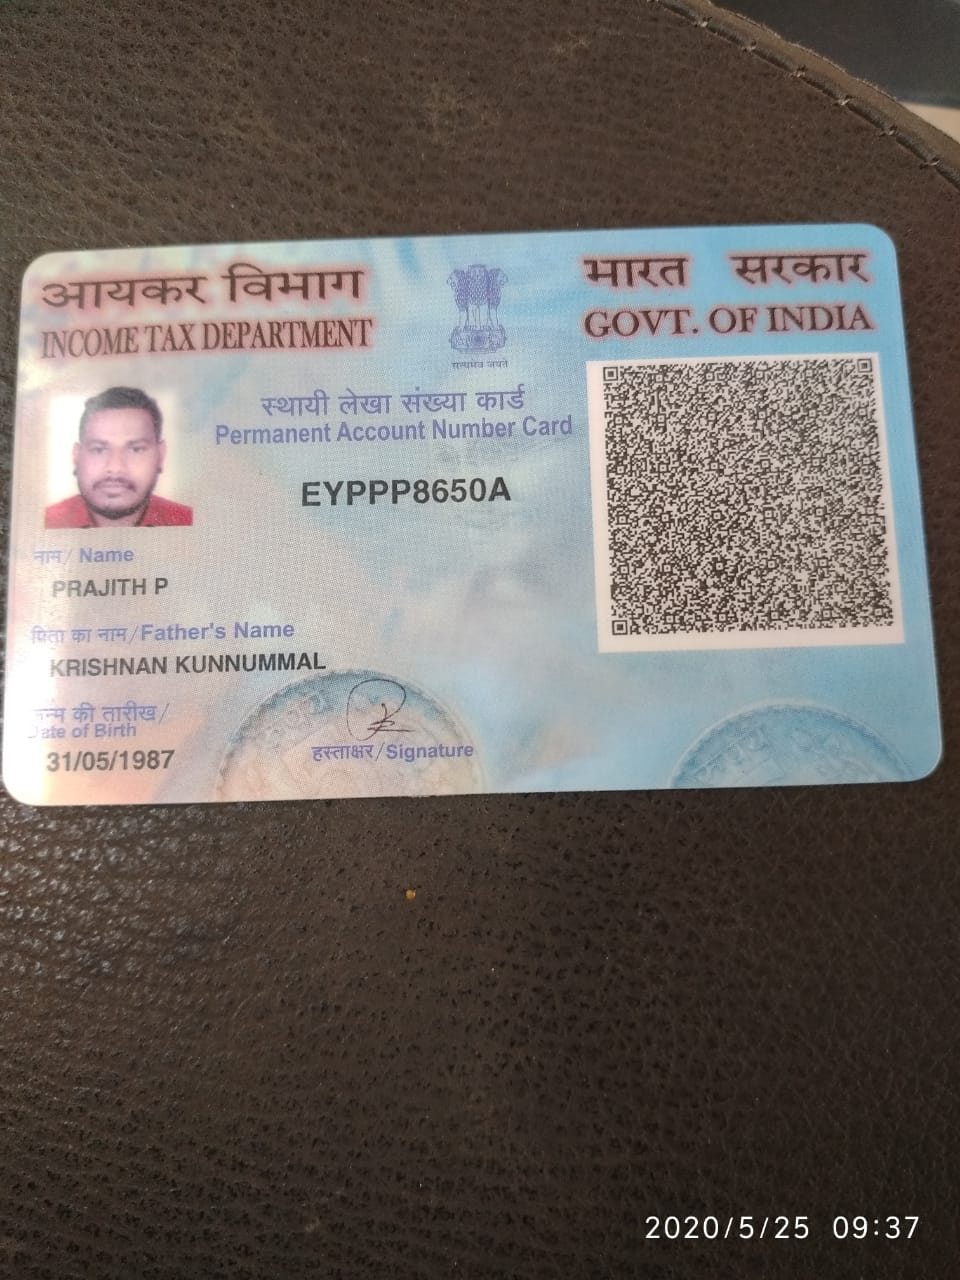 आयकर विभाग
INCOME TAX DEPARTMENT
सत्यमेव जयते
भारत सरकार
GOVT. OF INDIA
स्थायी लेखा संख्या कार्ड
Permanent Account Number Card
EYPPP8650A
नाम / Name
PRAJITH P
पिता का नाम/Father's Name
KRISHNAN KUNNUMMAL
जन्म की तारीख/
Date of Birth
31/05/1987
हस्ताक्षर/Signature
2020/5/25 09:37